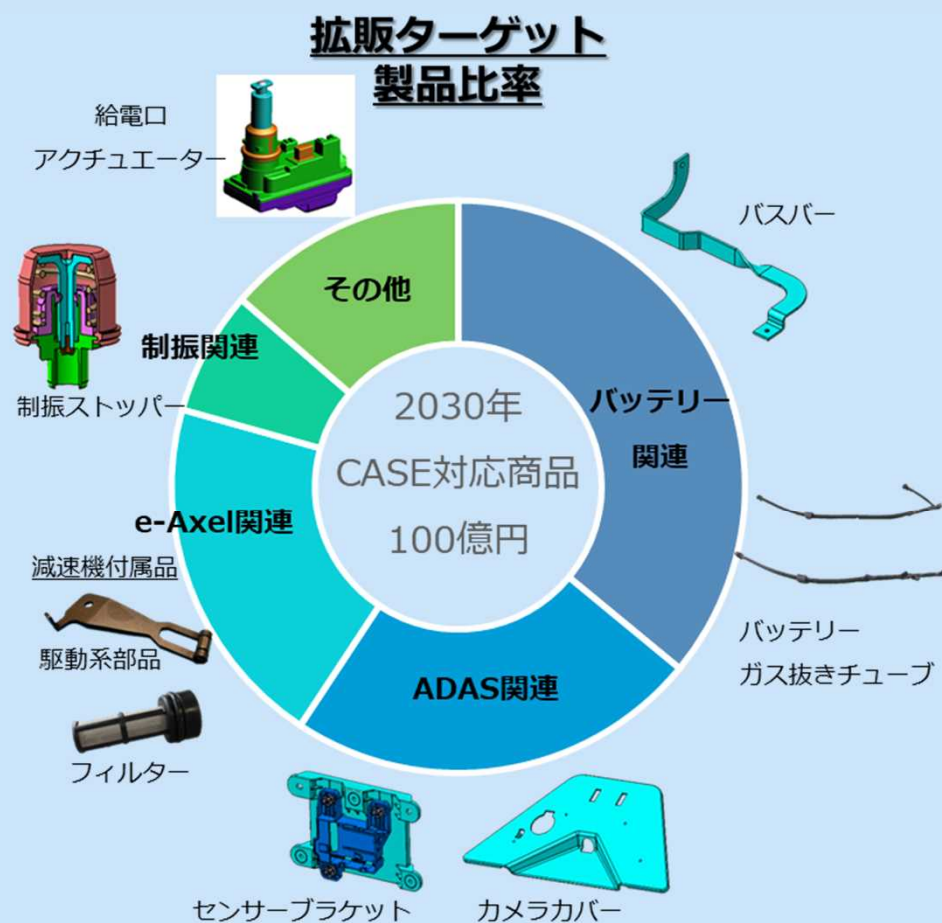 拡販ターゲット
製品比率
給電口
アクチュエーター
バスバー
その他
制振関連
制振ストッパー
バッテリー
関連
2030年
CASE対応商品
100億円
e-Axel関連
減速機付属品
駆動系部品
フィルター
バッテリー
ガス抜きチューブ
ADAS関連
センサーブラケット
カメラカバー